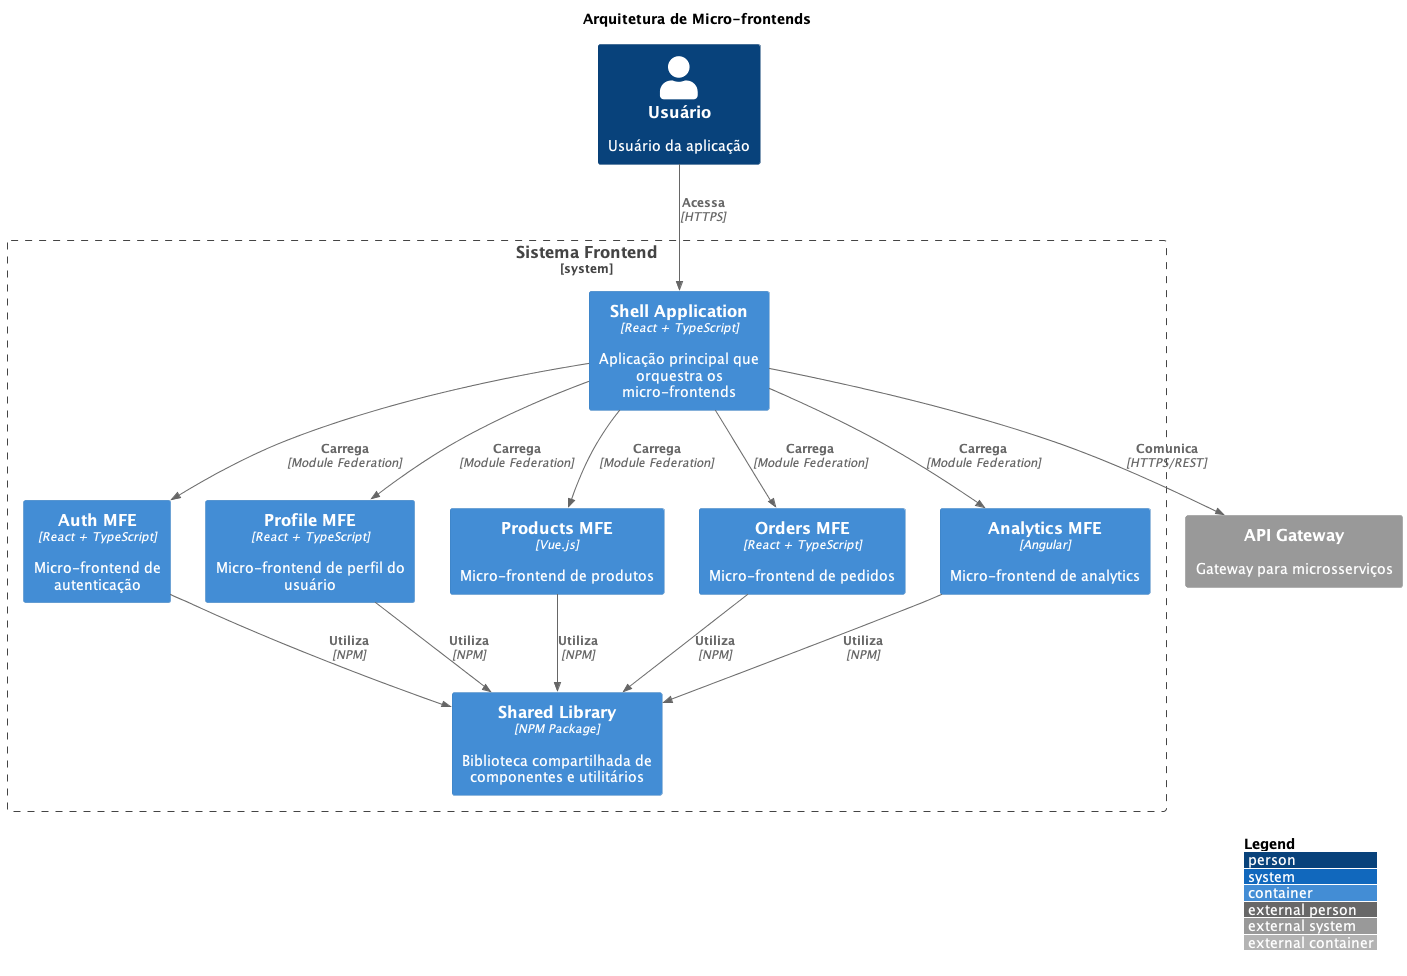 Arquitetura de Micro-frontends
Usuário
Usuário da aplicação
Acessa
[HTTPS]
Sistema Frontend
[system]
Shell Application
[React + TypeScript]
Aplicação principal que
orquestra os
micro-frontends
Carrega
[Module Federation]
Carrega
[Module Federation]
Carrega
[Module Federation]
Carrega
[Module Federation]
Carrega
[Module Federation]
Comunica
[HTTPS/REST]
Auth MFE
[React + TypeScript]
Micro-frontend de
autenticação
Profile MFE
[React + TypeScript]
Micro-frontend de perfil do
usuário
Products MFE
[Vue.js]
Micro-frontend de produtos
Orders MFE
[React + TypeScript]
Micro-frontend de pedidos
Analytics MFE
[Angular]
Micro-frontend de analytics
API Gateway
Gateway para microsserviços
Utiliza
[NPM]
Utiliza
[NPM]
Utiliza
[NPM]
Utiliza
[NPM]
Utiliza
[NPM]
Shared Library
[NPM Package]
Biblioteca compartilhada de
componentes e utilitários
Legend
person
system
container
external person
external system
external container